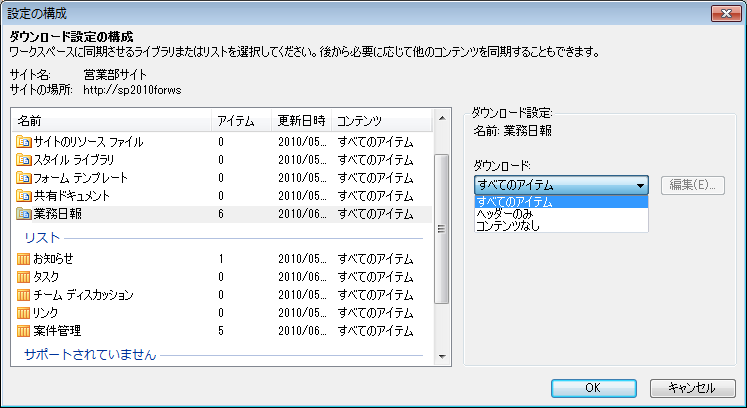 設定の構成
ダウンロード設定の構成
ワークスペースに同期させるライブラリまたはリストを選択してください。後から必要に応じて他のコンテンツを同期することもできます。
サイト名: 営業部サイト
サイトの場所: http://sp2010forws
名前 アイテム 更新日時 コンテンツ
サイトのリソース ファイル 0 2010/05... すべてのアイテム
スタイル ライブラリ 0 2010/05... すべてのアイテム
フォーム テンプレート 0 2010/05... すべてのアイテム
共有ドキュメント 0 2010/05... すべてのアイテム
業務日報 6 2010/06... すべてのアイテム
リスト
お知らせ 1 2010/05... すべてのアイテム
タスク 0 2010/05... すべてのアイテム
チーム ディスカッション 0 2010/05... すべてのアイテム
リンク 0 2010/05... すべてのアイテム
案件管理 5 2010/06... すべてのアイテム
サポートされていません
ダウンロード設定:
名前: 業務日報
ダウンロード:
すべてのアイテム 編集(E)...
すべてのアイテム
ヘッダーのみ
コンテンツなし
OK キャンセル